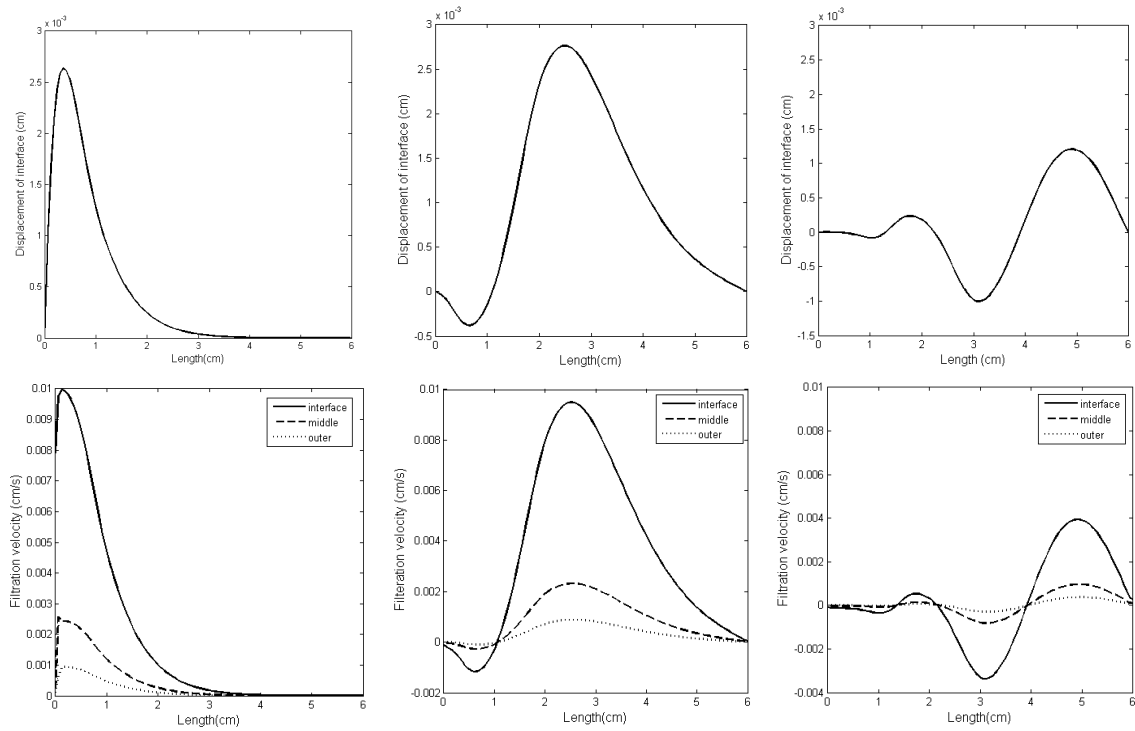 x 10⁻³
3
2.5
2
1.5
1
0.5
0
Displacement of interface (cm)
0 1 2 3 4 5 6
Length(cm)
x 10⁻³
3
2.5
2
1.5
1
0.5
0
-0.5
Displacement of interface (cm)
0 1 2 3 4 5 6
Length(cm)
x 10⁻³
3
2.5
2
1.5
1
0.5
0
-0.5
-1
-1.5
Displacement of interface (cm)
0 1 2 3 4 5 6
Length (cm)
0.01
0.009
0.008
0.007
0.006
0.005
0.004
0.003
0.002
0.001
0
Filtration velocity (cm/s)
interface
middle
outer
0 1 2 3 4 5 6
Length(cm)
0.01
0.008
0.006
0.004
0.002
0
-0.002
Filteration velocity (cm/s)
interface
middle
outer
0 1 2 3 4 5 6
Length(cm)
0.01
0.008
0.006
0.004
0.002
0
-0.002
-0.004
Filtration velocity (cm/s)
interface
middle
outer
0 1 2 3 4 5 6
Length(cm)